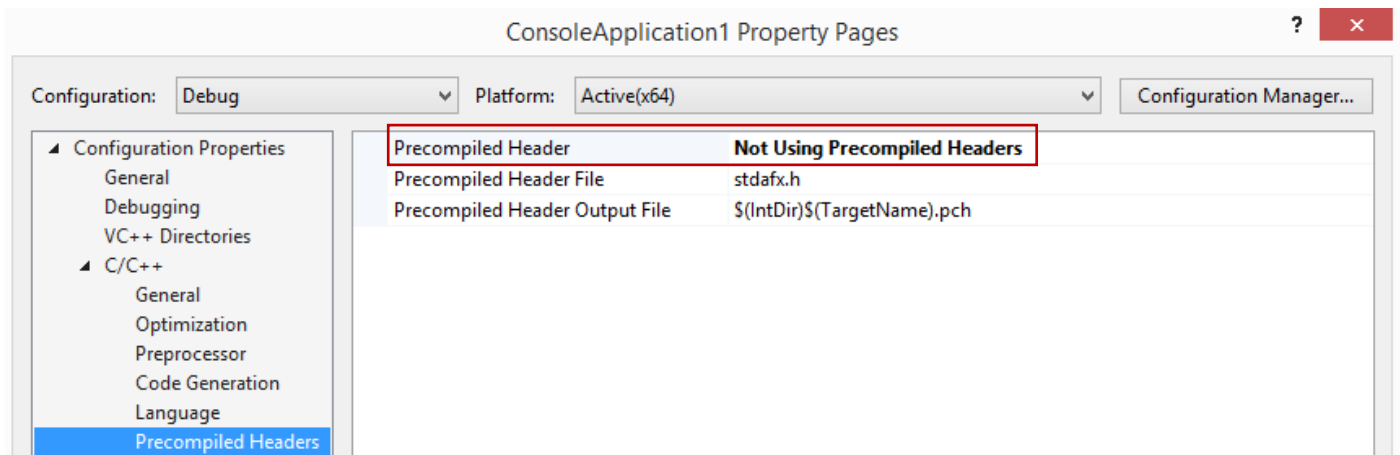 ConsoleApplication1 Property Pages
? ×
Configuration: Debug Platform: Active(x64) Configuration Manager...
Configuration Properties
General
Debugging
VC++ Directories
C/C++
General
Optimization
Preprocessor
Code Generation
Language
Precompiled Headers
Precompiled Header Not Using Precompiled Headers
Precompiled Header File stdafx.h
Precompiled Header Output File $(IntDir)$(TargetName).pch